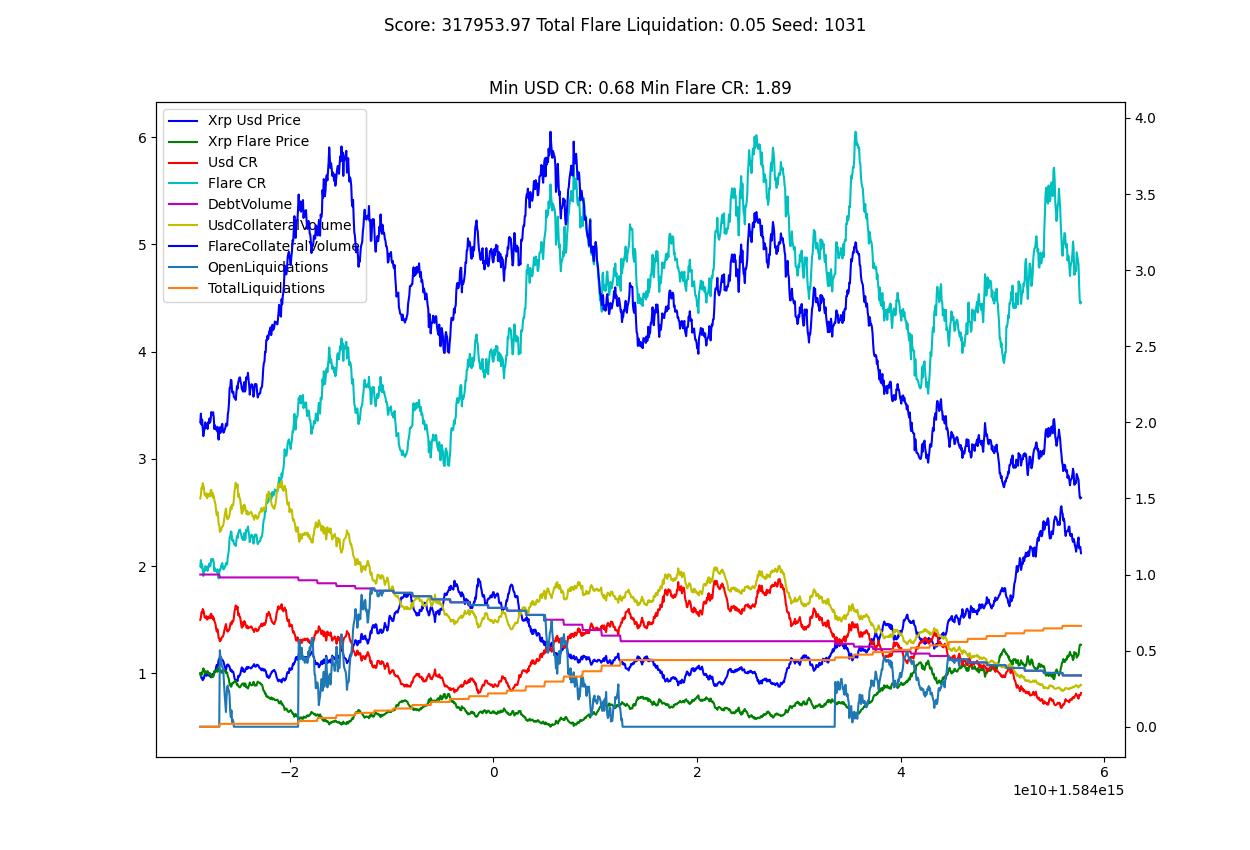 Score: 317953.97 Total Flare Liquidation: 0.05 Seed: 1031
Min USD CR: 0.68 Min Flare CR: 1.89
Xrp Usd Price
Xrp Flare Price
Usd CR
Flare CR
DebtVolume
UsdCollateralVolume
FlareCollateralVolume
OpenLiquidations
TotalLiquidations
6
5
4
3
2
1
4.0
3.5
3.0
2.5
2.0
1.5
1.0
0.5
0.0
−2 0 2 4 6
1e10+1.584e15